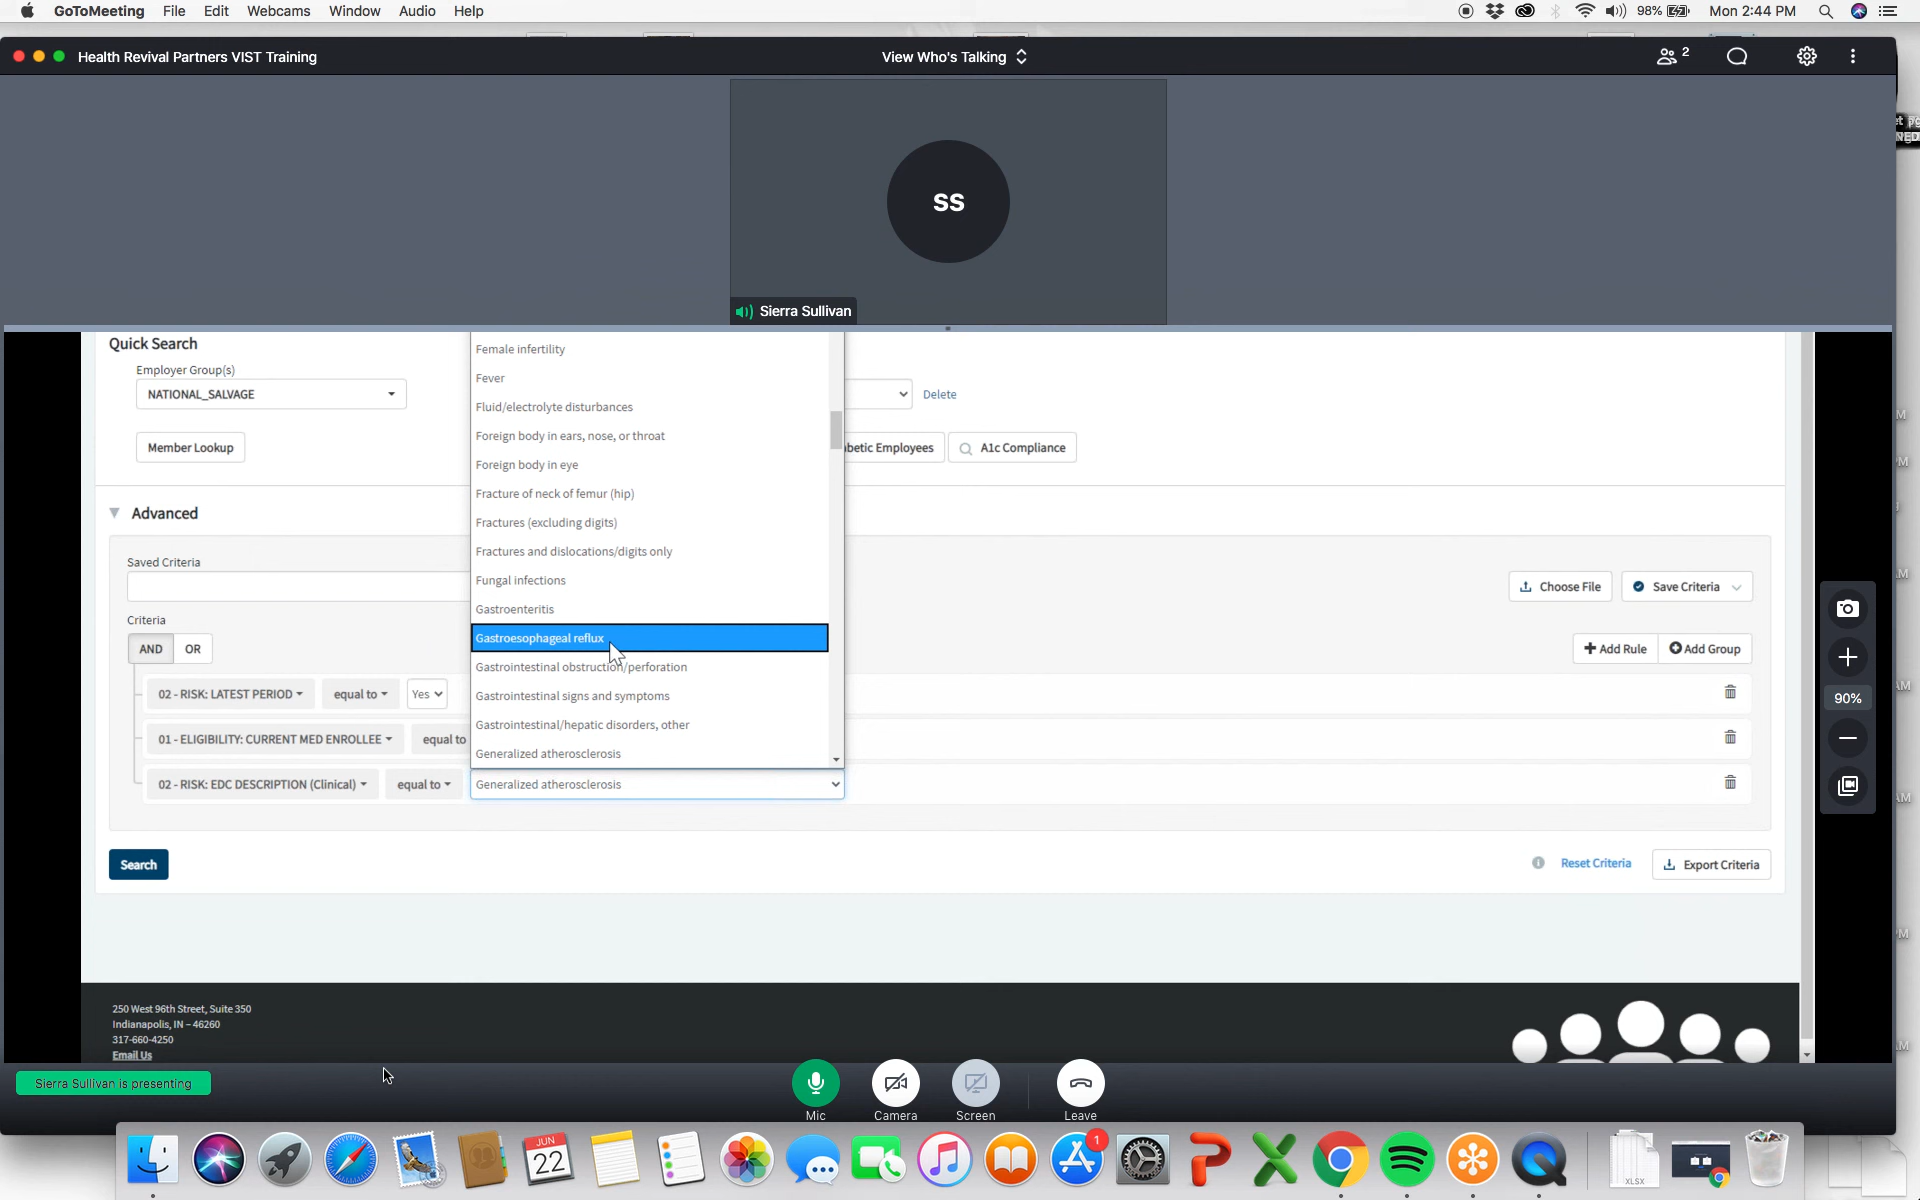 GoToMeeting File Edit Webcams Window Audio Help
98% Mon 2:44 PM
Health Revival Partners VIST Training
View Who's Talking
2
SS
Sierra Sullivan
Quick Search
Employer Group(s)
NATIONAL_SALVAGE
Delete
Member Lookup
betic Employees
A1c Compliance
Advanced
Saved Criteria
Choose File
Save Criteria
Criteria
AND OR
Add Rule
Add Group
02 - RISK: LATEST PERIOD equal to Yes
01 - ELIGIBILITY: CURRENT MED ENROLLEE equal to
02 - RISK: EDC DESCRIPTION (Clinical) equal to Generalized atherosclerosis
Female infertility
Fever
Fluid/electrolyte disturbances
Foreign body in ears, nose, or throat
Foreign body in eye
Fracture of neck of femur (hip)
Fractures (excluding digits)
Fractures and dislocations/digits only
Fungal infections
Gastroenteritis
Gastroesophageal reflux
Gastrointestinal obstruction/perforation
Gastrointestinal signs and symptoms
Gastrointestinal/hepatic disorders, other
Generalized atherosclerosis
Search
Reset Criteria
Export Criteria
90%
250 West 96th Street, Suite 350
Indianapolis, IN – 46260
317-660-4250
Email Us
Sierra Sullivan is presenting
Mic
Camera
Screen
Leave
JUN
22
1
XLSX